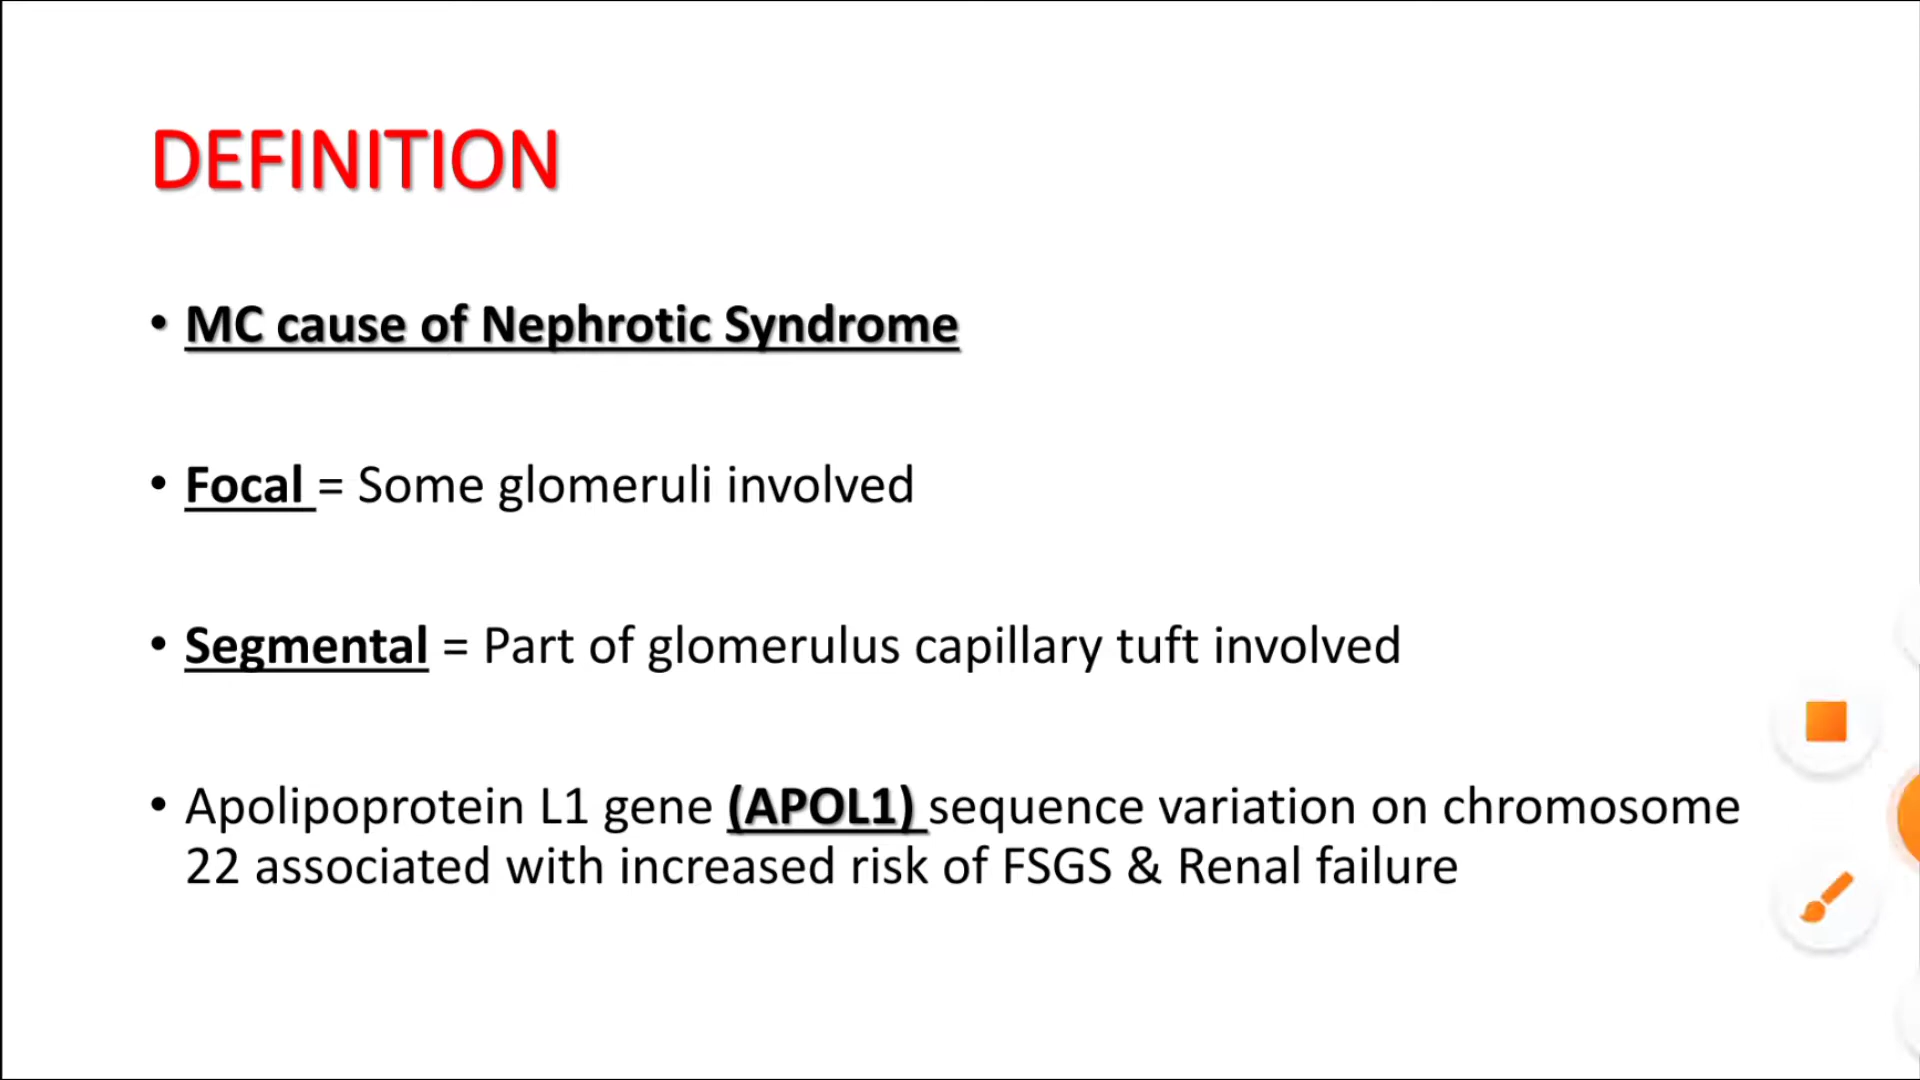 DEFINITION
• MC cause of Nephrotic Syndrome
• Focal = Some glomeruli involved
• Segmental = Part of glomerulus capillary tuft involved
• Apolipoprotein L1 gene (APOL1) sequence variation on chromosome
22 associated with increased risk of FSGS & Renal failure